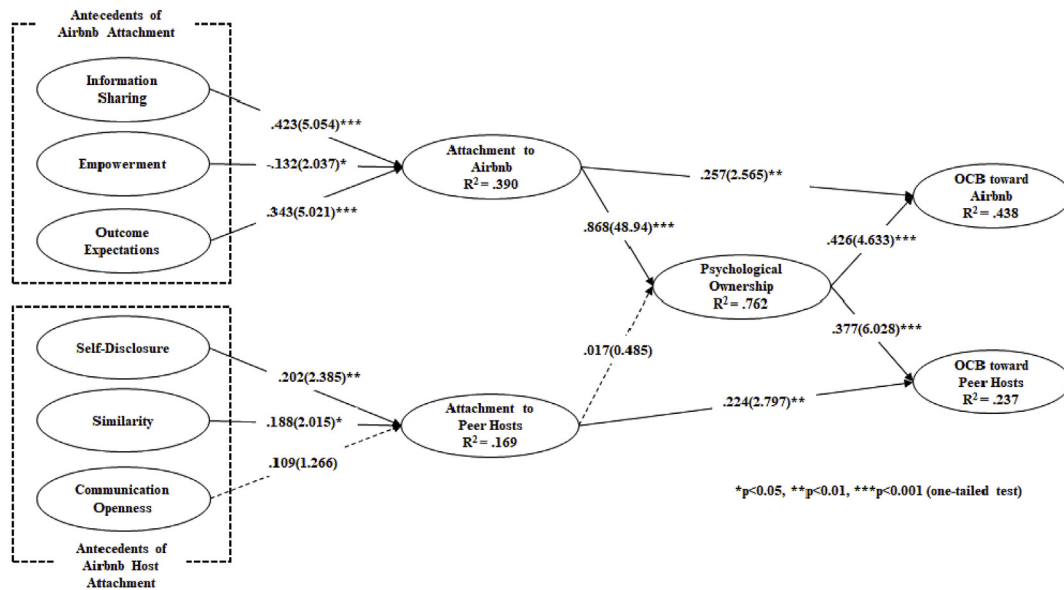 Antecedents of
Airbnb Attachment
Information
Sharing
Empowerment
Outcome
Expectations
.423(5.054)***
-.132(2.037)*
.343(5.021)***
Attachment to
Airbnb
R² = .390
.257(2.565)**
.868(48.94)***
OCB toward
Airbnb
R² = .438
.426(4.633)***
Psychological
Ownership
R² = .762
.377(6.028)***
.017(0.485)
Self-Disclosure
Similarity
Communication
Openness
.202(2.385)**
.188(2.015)*
.109(1.266)
Attachment to
Peer Hosts
R² = .169
.224(2.797)**
OCB toward
Peer Hosts
R² = .237
*p<0.05, **p<0.01, ***p<0.001 (one-tailed test)
Antecedents of
Airbnb Host
Attachment